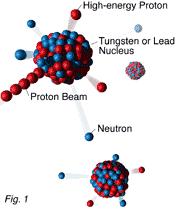 High-energy Proton
Tungsten or Lead
Nucleus
Proton Beam
Neutron
Fig. 1